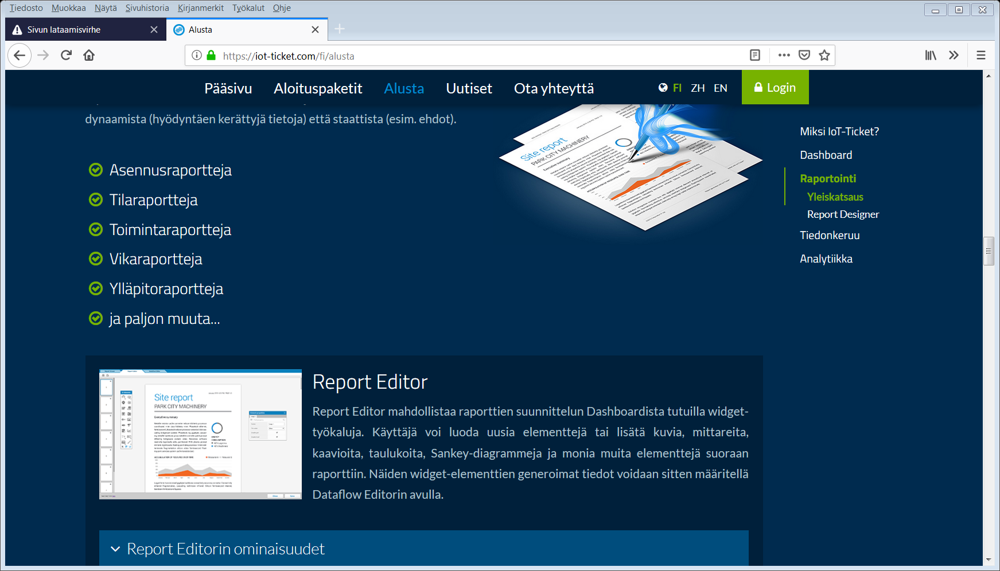 Tiedosto Muokkaa Näytä Sivuhistoria Kirjanmerkit Työkalut Ohje
Sivun lataamisvirhe
Alusta
https://iot-ticket.com/fi/alusta
Pääsivu Aloituspaketit Alusta Uutiset Ota yhteyttä FI ZH EN Login
dynaamista (hyödyntäen kerättyjä tietoja) että staattista (esim. ehdot).
Asennusraportteja
Tilaraportteja
Toimintaraportteja
Vikaraportteja
Ylläpitoraportteja
ja paljon muuta...
Site report
PARK CITY MACHINERY
Executive summary
Miksi IoT-Ticket?
Dashboard
Raportointi
Yleiskatsaus
Report Designer
Tiedonkeruu
Analytiikka
Site report
PARK CITY MACHINERY
Executive summary
Report Editor
Report Editor mahdollistaa raporttien suunnittelun Dashboardista tutuilla widget-
työkaluja. Käyttäjä voi luoda uusia elementtejä tai lisätä kuvia, mittareita,
kaavioita, taulukoita, Sankey-diagrammeja ja monia muita elementtejä suoraan
raporttiin. Näiden widget-elementtien generoimat tiedot voidaan sitten määritellä
Dataflow Editorin avulla.
Report Editorin ominaisuudet